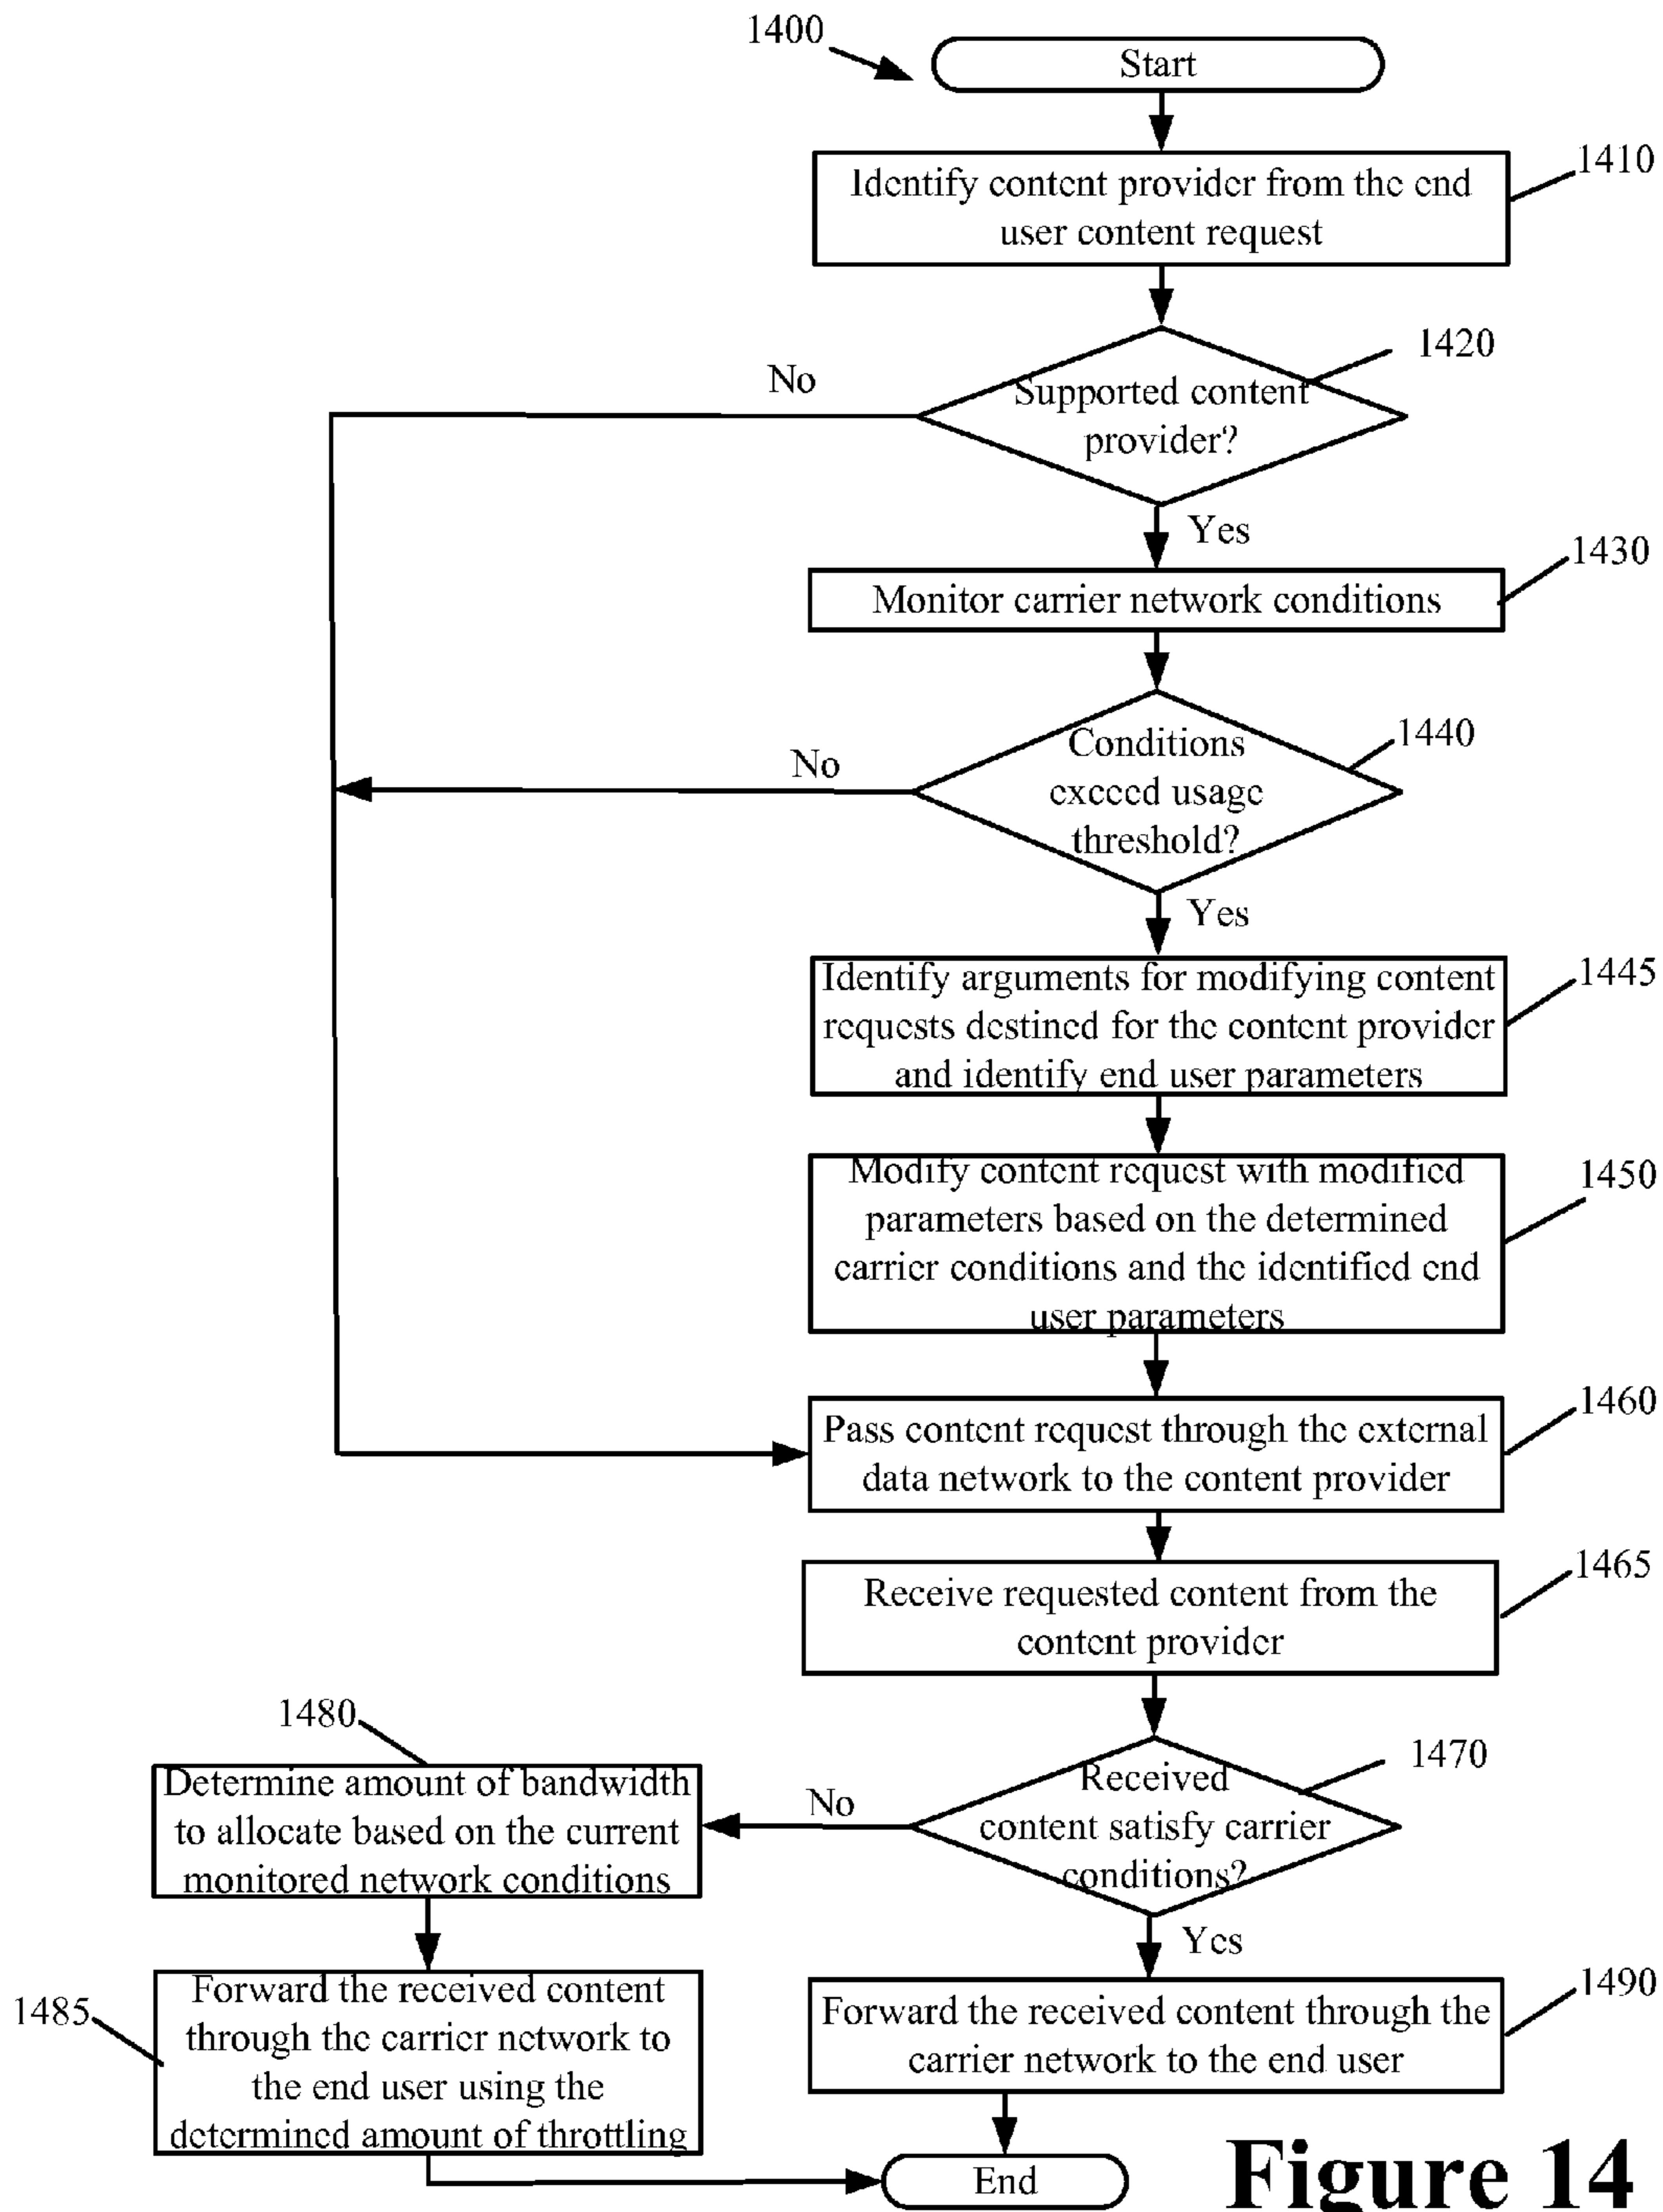 1400
Start
1410
Identify content provider from the end
user content request
1420
Supported content
provider?
No
Yes
1430
Monitor carrier network conditions
1440
Conditions
exceed usage
threshold?
No
Yes
1445
Identify arguments for modifying content
requests destined for the content provider
and identify end user parameters
1450
Modify content request with modified
parameters based on the determined
carrier conditions and the identified end
user parameters
1460
Pass content request through the external
data network to the content provider
1465
Receive requested content from the
content provider
1470
Received
content satisfy carrier
conditions?
No
Yes
1480
Determine amount of bandwidth
to allocate based on the current
monitored network conditions
1485
Forward the received content
through the carrier network to
the end user using the
determined amount of throttling
1490
Forward the received content through the
carrier network to the end user
End
Figure 14